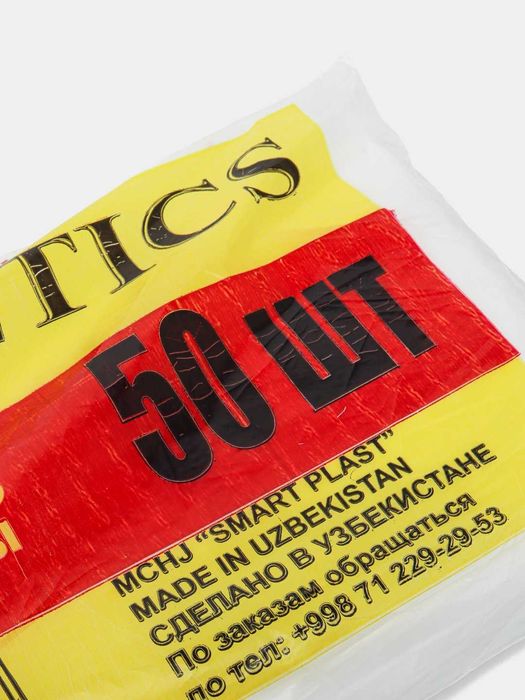 TICS
50 ШТ
MCHJ "SMART PLAST"
MADE IN UZBEKISTAN
СДЕЛАНО В УЗБЕКИСТАНЕ
По заказам обращаться
по тел: +998 71 229-29-53